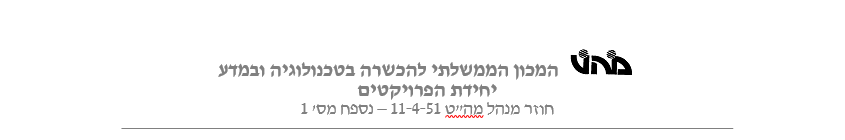 מה״ט המכון הממשלתי להכשרה בטכנולוגיה ובמדע
יחידת הפרויקטים
חוזר מנהל מה״ט 11-4-51 – נספח מס׳ 1